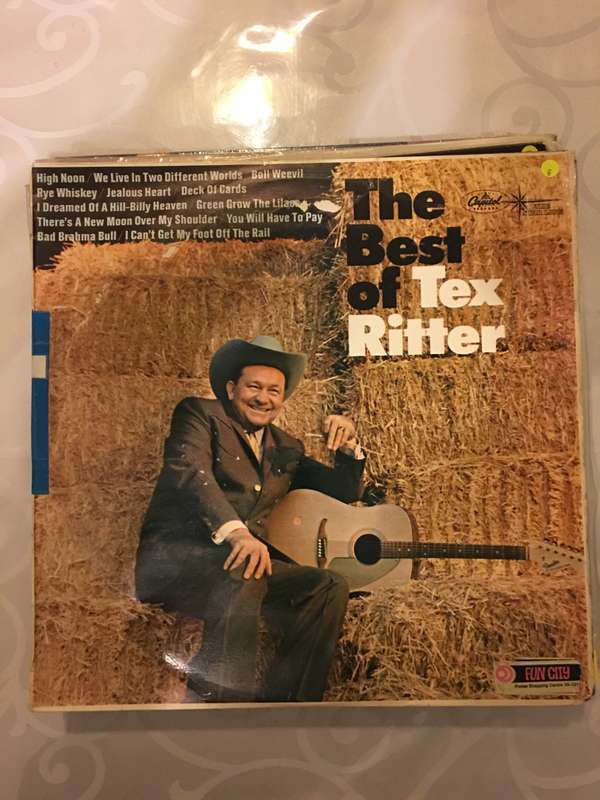 High Noon / We Live In Two Different Worlds / Boll Weevil
Rye Whiskey / Jealous Heart / Deck Of Cards
I Dreamed Of A Hill-Billy Heaven / Green Grow The Lilacs
There's A New Moon Over My Shoulder / You Will Have To Pay
Bad Brahma Bull / I Can't Get My Foot Off The Rail
The
Best
of Tex
Ritter
Capitol
FUN CITY